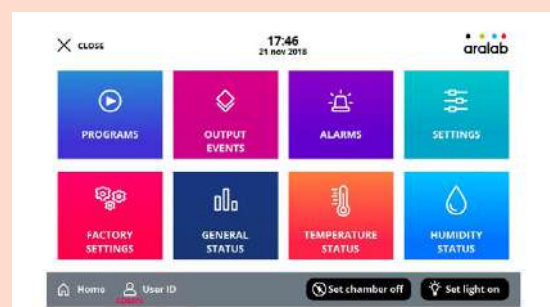 CLOSE
17:46
21 nov 2018
aralab
PROGRAMS
OUTPUT
EVENTS
ALARMS
SETTINGS
FACTORY
SETTINGS
GENERAL
STATUS
TEMPERATURE
STATUS
HUMIDITY
STATUS
Home
User ID
Set chamber off
Set light on